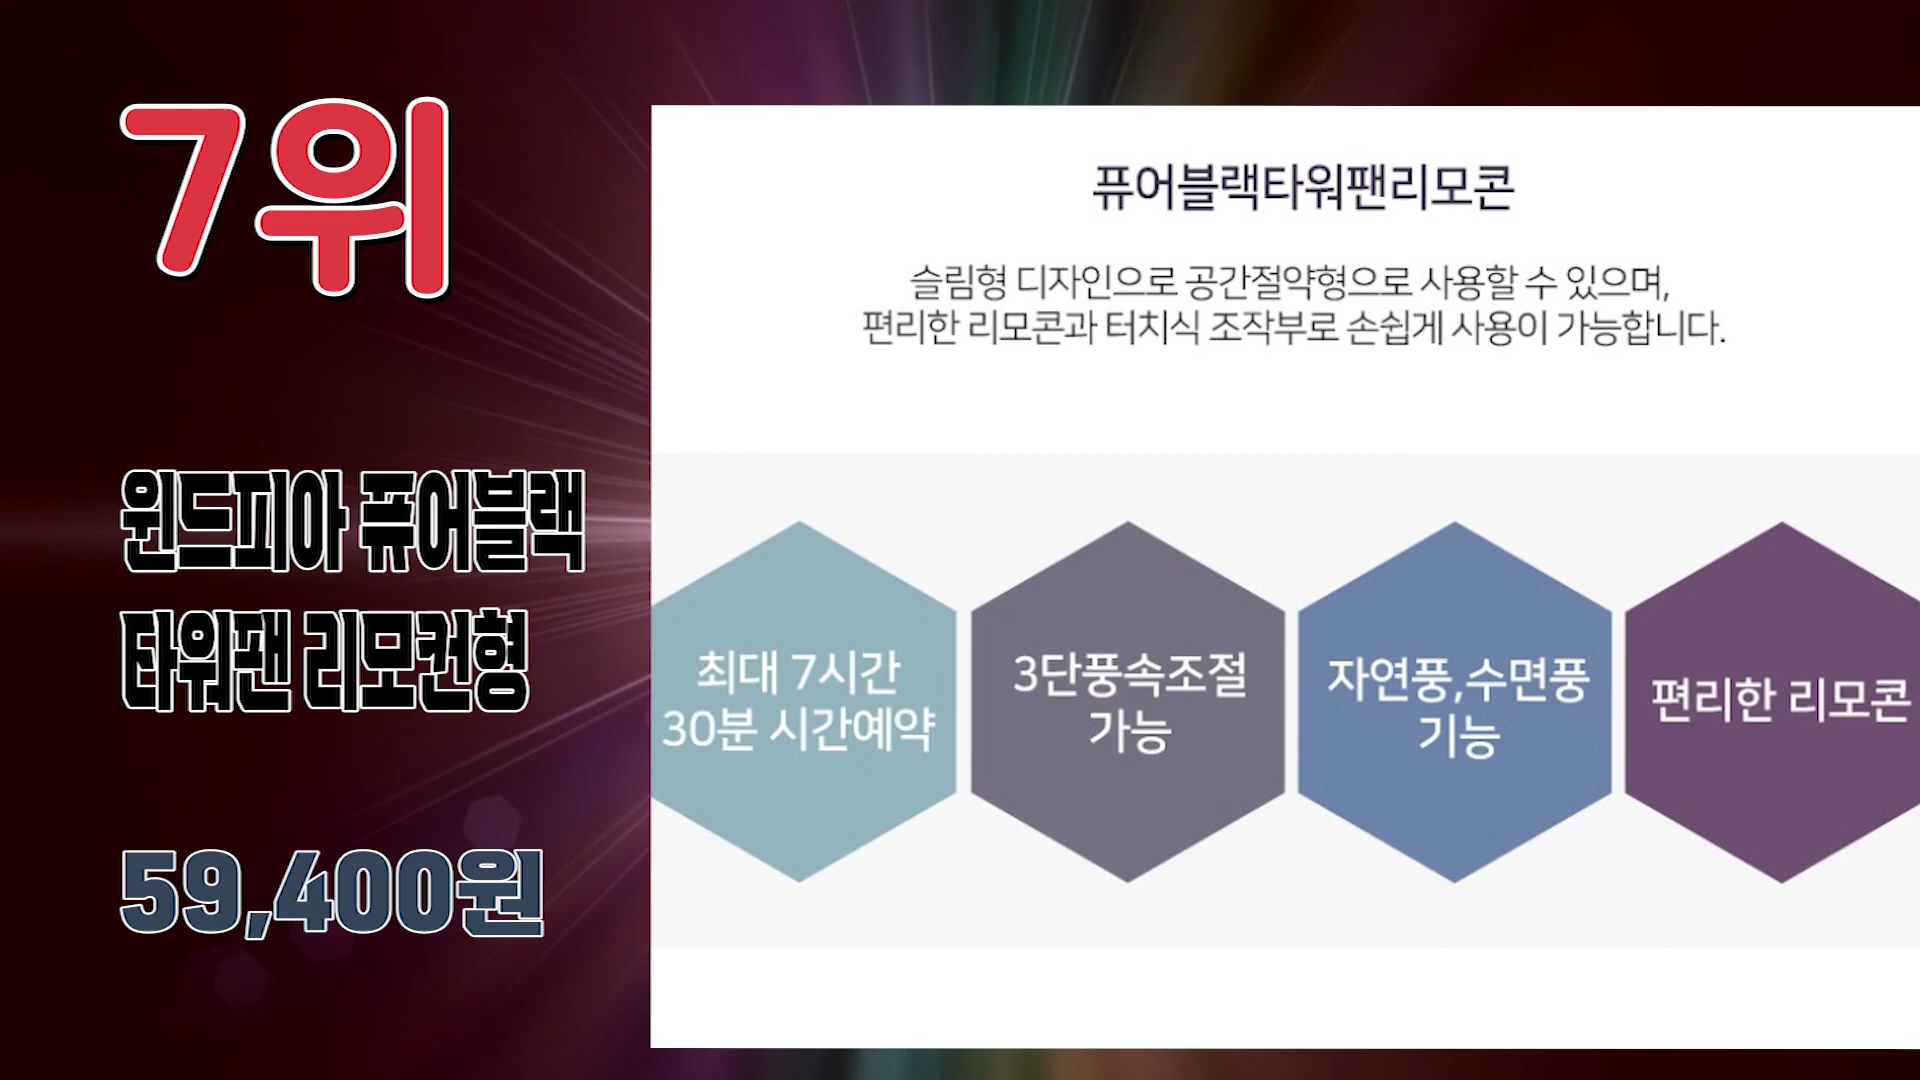 7위
윈드피아 퓨어블랙
타워팬 리모컨형
59,400원
퓨어블랙타워팬리모콘
슬림형 디자인으로 공간절약형으로 사용할 수 있으며,
편리한 리모콘과 터치식 조작부로 손쉽게 사용이 가능합니다.
최대 7시간
30분 시간예약
3단풍속조절
가능
자연풍,수면풍
기능
편리한 리모콘